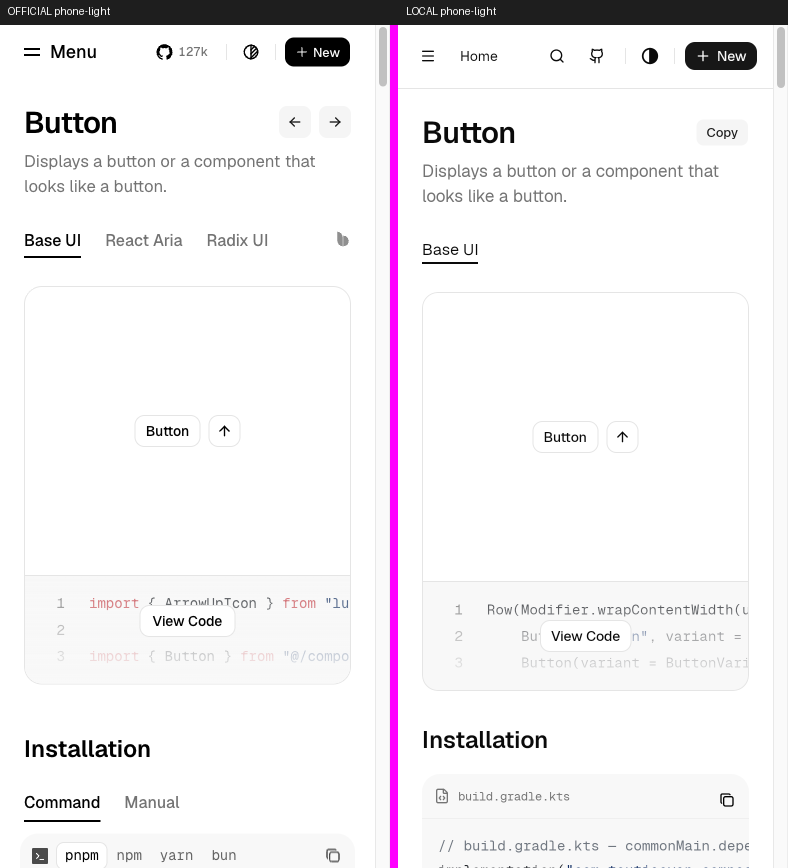 OFFICIAL phone-light
Menu
127k
New
Button
Displays a button or a component that
looks like a button.
Base UI
React Aria
Radix UI
Button
1 import { ArrowUpIcon } from "lu
2
3 import { Button } from "@/compo
View Code
Installation
Command
Manual
pnpm
npm
yarn
bun
LOCAL phone-light
Home
New
Button
Copy
Displays a button or a component that
looks like a button.
Base UI
Button
1 Row(Modifier.wrapContentWidth(u
2 Bu n", variant =
3 Button(variant = ButtonVari
View Code
Installation
build.gradle.kts
// build.gradle.kts — commonMain.depe